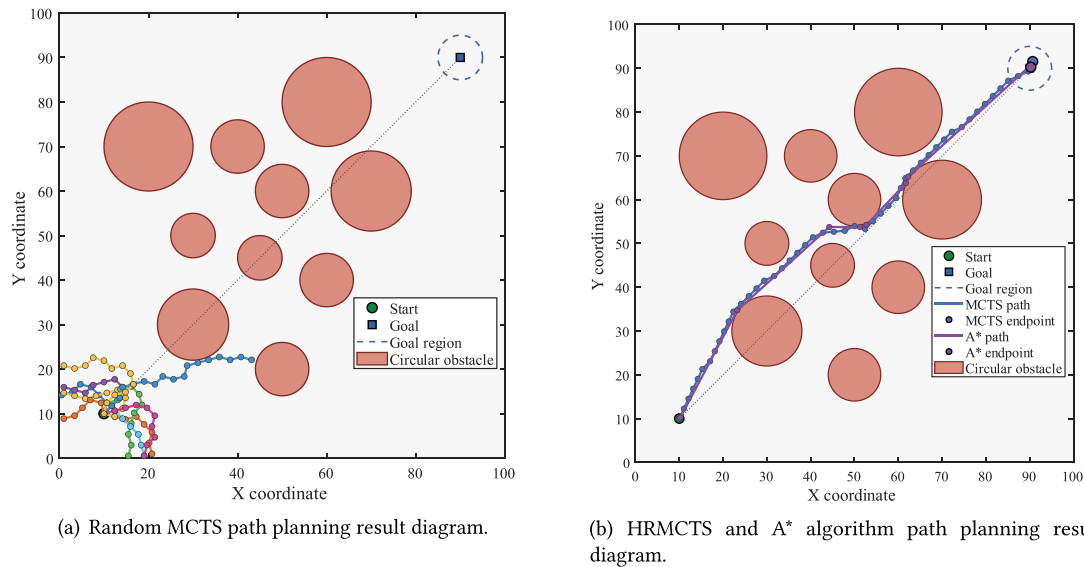 100
90
80
70
60
50
40
30
20
10
0
Y coordinate
0
20
40
60
80
100
X coordinate
Start
Goal
Goal region
Circular obstacle
(a) Random MCTS path planning result diagram.
100
90
80
70
60
50
40
30
20
10
0
Y coordinate
0
10
20
30
40
50
60
70
80
90
100
X coordinate
Start
Goal
Goal region
MCTS path
MCTS endpoint
A* path
A* endpoint
Circular obstacle
(b) HRMCTS and A* algorithm path planning resu
diagram.